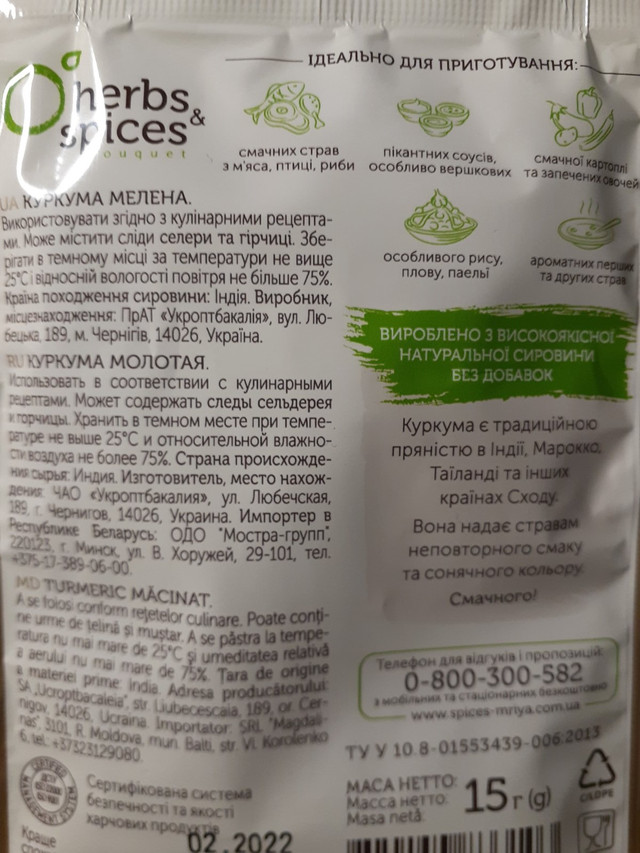 herbs
& spices
bouquet
ІДЕАЛЬНО ДЛЯ ПРИГОТУВАННЯ:
смачних страв
з м'яса, птиці, риби
пікантних соусів,
особливо вершкових
смачної картоплі
та запечених овочей
особливого рису,
плову, паельї
ароматних перших
та других страв
UA КУРКУМА МЕЛЕНА.
Використовувати згідно з кулінарними рецепта-
ми. Може містити сліди селери та гірчиці. Збе-
рігати в темному місці за температури не вище
25°С і відносній вологості повітря не більше 75%.
Країна походження сировини: Індія. Виробник,
місцезнаходження: ПрАТ «Укроптбакалія», вул. Лю-
бецька, 189, м. Чернігів, 14026, Україна.
RU КУРКУМА МОЛОТАЯ.
Использовать в соответствии с кулинарными
рецептами. Может содержать следы сельдерея
и горчицы. Хранить в темном месте при темпе-
ратуре не выше 25°С и относительной влажно-
сти воздуха не более 75%. Страна происхожде-
ния сырья: Индия. Изготовитель, место нахож-
дения: ЧАО «Укроптбакалия», ул. Любечская,
189, г. Чернигов, 14026, Украина. Импортер в
Республике Беларусь: ОДО "Мостра-групп",
220123, г. Минск, ул. В. Хоружей, 29-101, тел.
+375-17-389-06-00.
MD TURMERIC MĂCINAT.
A se folosi conform rețetelor culinare. Poate conți-
ne urme de țelină și muștar. A se păstra la tempe-
ratura nu mai mare de 25°C și umeditatea relativă
a aerului nu mai mare de 75%. Țara de origine
a materiei prime: India. Adresa producătorului:
SA „Ucroptbacaleia", str. Liubecescaia, 189, or. Cer-
nigov, 14026, Ucraina. Importator: SRL "Magdali-
nas", 3101, R. Moldova, mun. Balti, str. Vl. Korolenko
6, tel. +37323129080.
ВИРОБЛЕНО З ВИСОКОЯКІСНОЇ
НАТУРАЛЬНОЇ СИРОВИНИ
БЕЗ ДОБАВОК
Куркума є традиційною
пряністю в Індії, Марокко,
Таїланді та інших
країнах Сходу.
Вона надає стравам
неповторного смаку
та сонячного кольору.
Смачного!
Телефон для відгуків і пропозицій:
0-800-300-582
з мобільних та стаціонарних безкоштовно
www.spices-mriya.com.ua
ТУ У 10.8-01553439-006:2013
МАСА НЕТТО:
Масса нетто:
Masa netă:
15 г (g)
C/LDPE
CERTIFIED
MANAGEMENT SYSTEM
Сертифікована система
безпечності та якості
харчових продуктів
Краще
02.2022